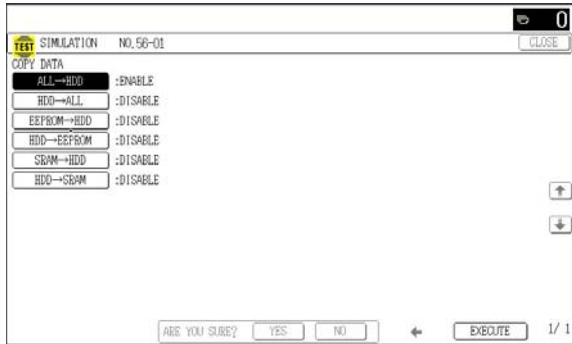 0
TEST SIMULATION NO.56-01 CLOSE
COPY DATA
ALL→HDD :ENABLE
HDD→ALL :DISABLE
EEPROM→HDD :DISABLE
HDD→EEPROM :DISABLE
SRAM→HDD :DISABLE
HDD→SRAM :DISABLE
ARE YOU SURE? YES NO EXECUTE 1/ 1